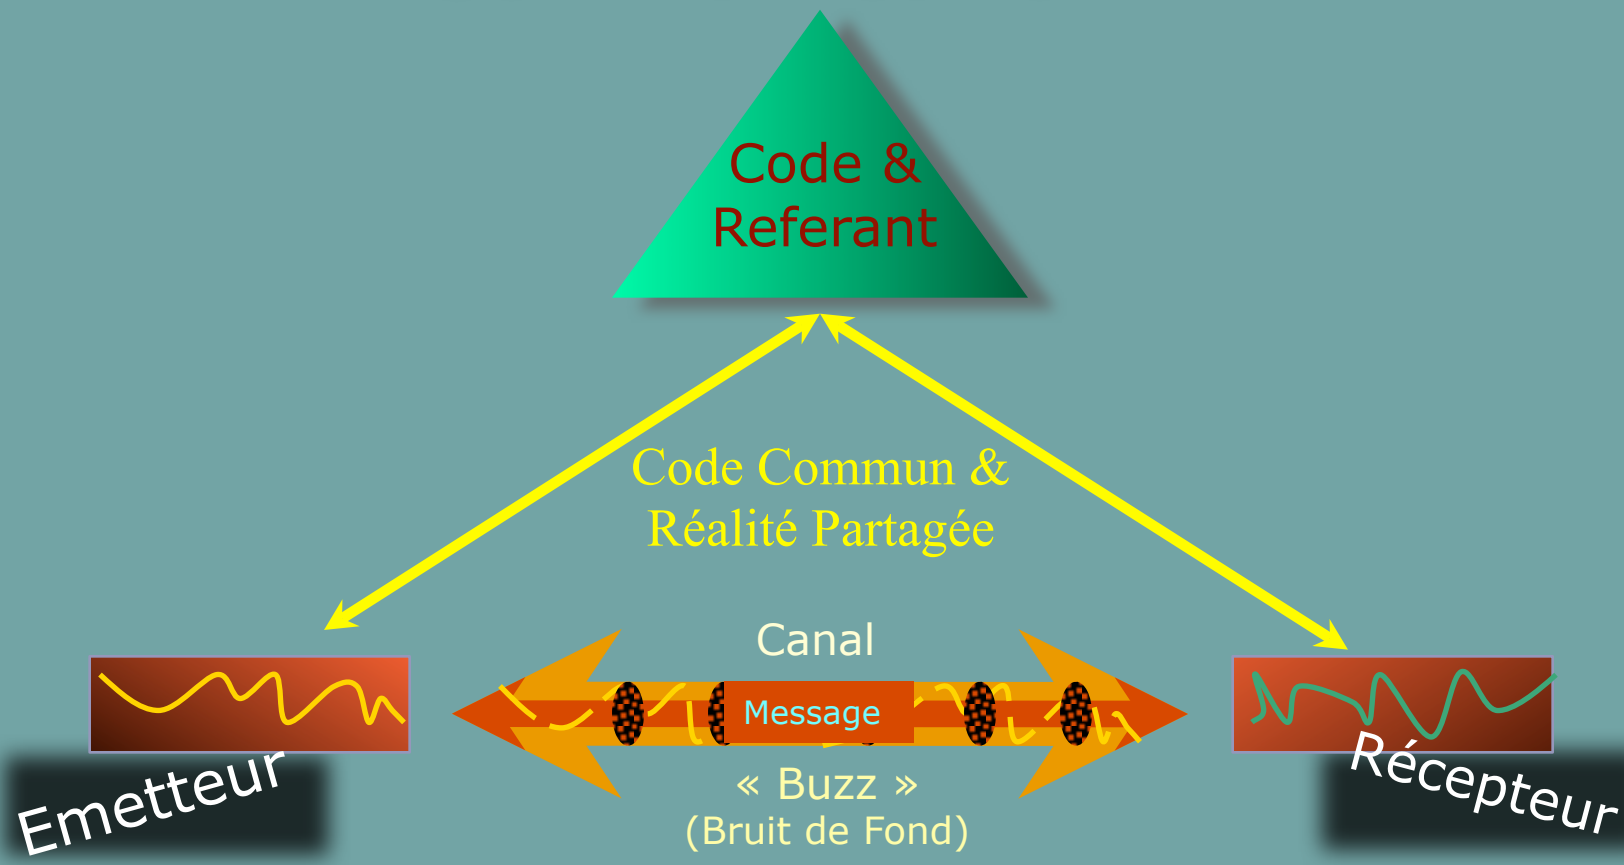 Code &
Referant
Code Commun &
Réalité Partagée
Canal
Message
« Buzz »
(Bruit de Fond)
Emetteur
Récepteur